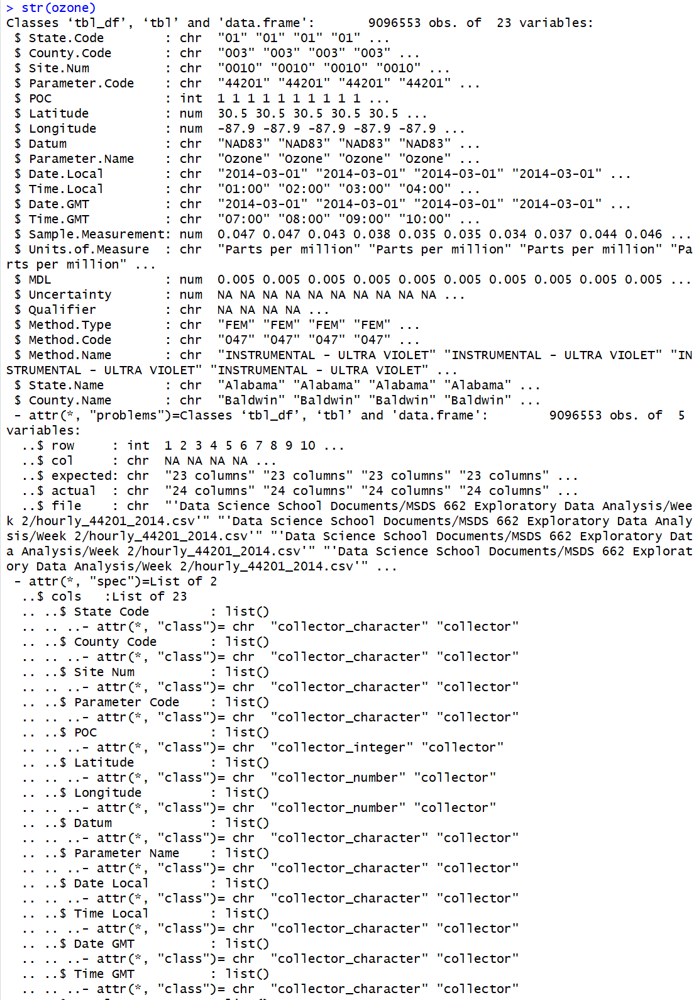 > str(ozone)
Classes ‘tbl_df’, ‘tbl’ and 'data.frame':       9096553 obs. of  23 variables:
 $ State.Code        : chr  "01" "01" "01" "01" ...
 $ County.Code       : chr  "003" "003" "003" "003" ...
 $ Site.Num          : chr  "0010" "0010" "0010" "0010" ...
 $ Parameter.Code    : chr  "44201" "44201" "44201" "44201" ...
 $ POC               : int  1 1 1 1 1 1 1 1 1 1 ...
 $ Latitude          : num  30.5 30.5 30.5 30.5 30.5 ...
 $ Longitude         : num  -87.9 -87.9 -87.9 -87.9 -87.9 ...
 $ Datum             : chr  "NAD83" "NAD83" "NAD83" "NAD83" ...
 $ Parameter.Name    : chr  "Ozone" "Ozone" "Ozone" "Ozone" ...
 $ Date.Local        : chr  "2014-03-01" "2014-03-01" "2014-03-01" "2014-03-01" ...
 $ Time.Local        : chr  "01:00" "02:00" "03:00" "04:00" ...
 $ Date.GMT          : chr  "2014-03-01" "2014-03-01" "2014-03-01" "2014-03-01" ...
 $ Time.GMT          : chr  "07:00" "08:00" "09:00" "10:00" ...
 $ Sample.Measurement: num  0.047 0.047 0.043 0.038 0.035 0.035 0.034 0.037 0.044 0.046 ...
 $ Units.of.Measure  : chr  "Parts per million" "Parts per million" "Parts per million" "Pa
rts per million" ...
 $ MDL               : num  0.005 0.005 0.005 0.005 0.005 0.005 0.005 0.005 0.005 0.005 ...
 $ Uncertainty       : num  NA NA NA NA NA NA NA NA NA NA ...
 $ Qualifier         : chr  NA NA NA NA ...
 $ Method.Type       : chr  "FEM" "FEM" "FEM" "FEM" ...
 $ Method.Code       : chr  "047" "047" "047" "047" ...
 $ Method.Name       : chr  "INSTRUMENTAL - ULTRA VIOLET" "INSTRUMENTAL - ULTRA VIOLET" "IN
STRUMENTAL - ULTRA VIOLET" "INSTRUMENTAL - ULTRA VIOLET" ...
 $ State.Name        : chr  "Alabama" "Alabama" "Alabama" "Alabama" ...
 $ County.Name       : chr  "Baldwin" "Baldwin" "Baldwin" "Baldwin" ...
 - attr(*, "problems")=Classes ‘tbl_df’, ‘tbl’ and 'data.frame':        9096553 obs. of  5
variables:
  ..$ row     : int  1 2 3 4 5 6 7 8 9 10 ...
  ..$ col     : chr  NA NA NA NA ...
  ..$ expected: chr  "23 columns" "23 columns" "23 columns" "23 columns" ...
  ..$ actual  : chr  "24 columns" "24 columns" "24 columns" "24 columns" ...
  ..$ file    : chr  "'Data Science School Documents/MSDS 662 Exploratory Data Analysis/Wee
k 2/hourly_44201_2014.csv'" "'Data Science School Documents/MSDS 662 Exploratory Data Analy
sis/Week 2/hourly_44201_2014.csv'" "'Data Science School Documents/MSDS 662 Exploratory Dat
a Analysis/Week 2/hourly_44201_2014.csv'" "'Data Science School Documents/MSDS 662 Explorat
ory Data Analysis/Week 2/hourly_44201_2014.csv'" ...
 - attr(*, "spec")=List of 2
  ..$ cols   :List of 23
  .. ..$ State Code        : list()
  .. .. ..- attr(*, "class")= chr  "collector_character" "collector"
  .. ..$ County Code       : list()
  .. .. ..- attr(*, "class")= chr  "collector_character" "collector"
  .. ..$ Site Num          : list()
  .. .. ..- attr(*, "class")= chr  "collector_character" "collector"
  .. ..$ Parameter Code    : list()
  .. .. ..- attr(*, "class")= chr  "collector_character" "collector"
  .. ..$ POC               : list()
  .. .. ..- attr(*, "class")= chr  "collector_integer" "collector"
  .. ..$ Latitude          : list()
  .. .. ..- attr(*, "class")= chr  "collector_number" "collector"
  .. ..$ Longitude         : list()
  .. .. ..- attr(*, "class")= chr  "collector_number" "collector"
  .. ..$ Datum             : list()
  .. .. ..- attr(*, "class")= chr  "collector_character" "collector"
  .. ..$ Parameter Name    : list()
  .. .. ..- attr(*, "class")= chr  "collector_character" "collector"
  .. ..$ Date Local        : list()
  .. .. ..- attr(*, "class")= chr  "collector_character" "collector"
  .. ..$ Time Local        : list()
  .. .. ..- attr(*, "class")= chr  "collector_character" "collector"
  .. ..$ Date GMT          : list()
  .. .. ..- attr(*, "class")= chr  "collector_character" "collector"
  .. ..$ Time GMT          : list()
  .. .. ..- attr(*, "class")= chr  "collector_character" "collector"